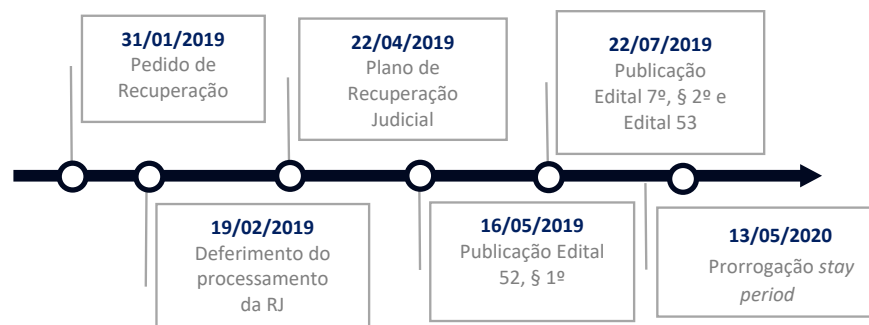 31/01/2019
Pedido de
Recuperação
22/04/2019
Plano de
Recuperação
Judicial
22/07/2019
Publicação
Edital 7º, § 2º e
Edital 53
19/02/2019
Deferimento do
processamento
da RJ
16/05/2019
Publicação Edital
52, § 1º
13/05/2020
Prorrogação stay
period